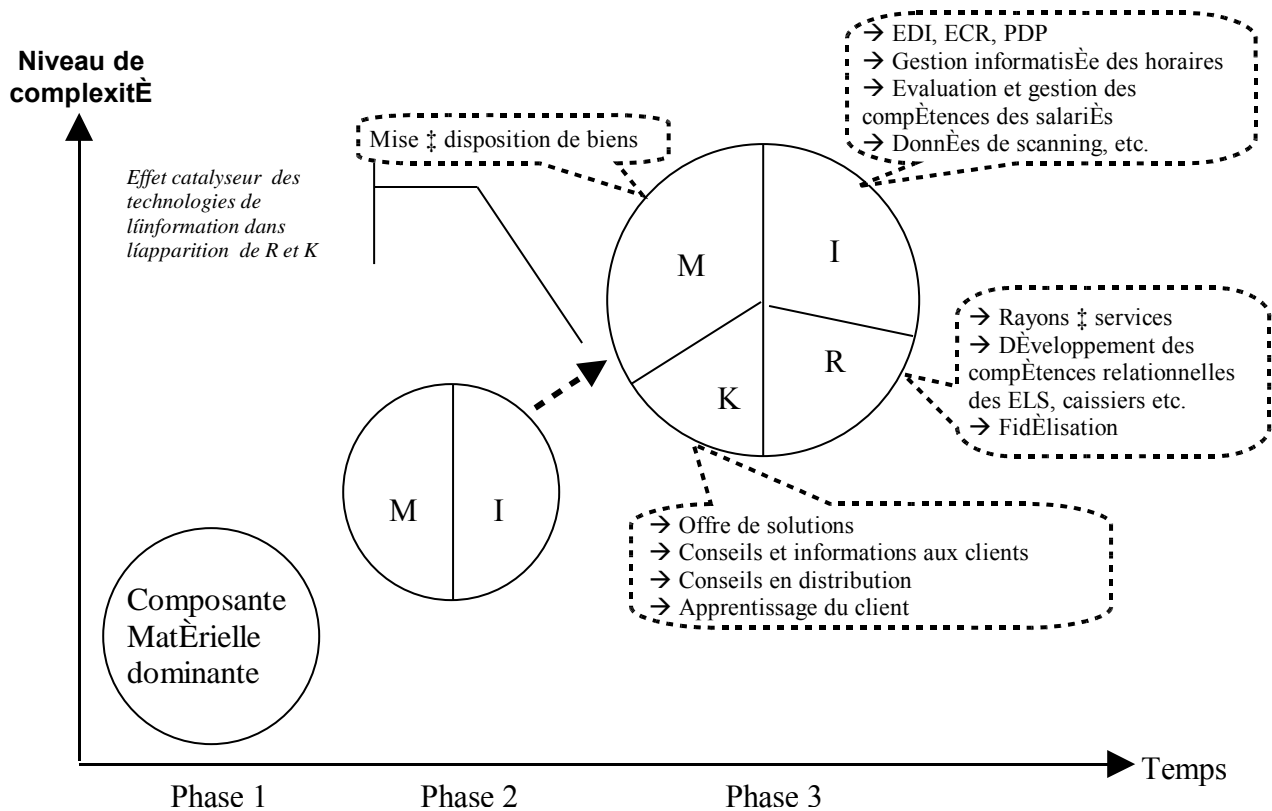 Niveau de
complexitÈ
→ EDI, ECR, PDP
→ Gestion informatisÈe des horaires
→ Evaluation et gestion des
compÈtences des salariÈs
→ DonnÈes de scanning, etc.
Mise ‡ disposition de biens
Effet catalyseur des
technologies de
líinformation dans
líapparition de R et K
M
I
R
K
→ Rayons ‡ services
→ DÈveloppement des
compÈtences relationnelles
des ELS, caissiers etc.
→ FidÈlisation
M
I
→ Offre de solutions
→ Conseils et informations aux clients
→ Conseils en distribution
→ Apprentissage du client
Composante
MatÈrielle
dominante
Temps
Phase 1
Phase 2
Phase 3